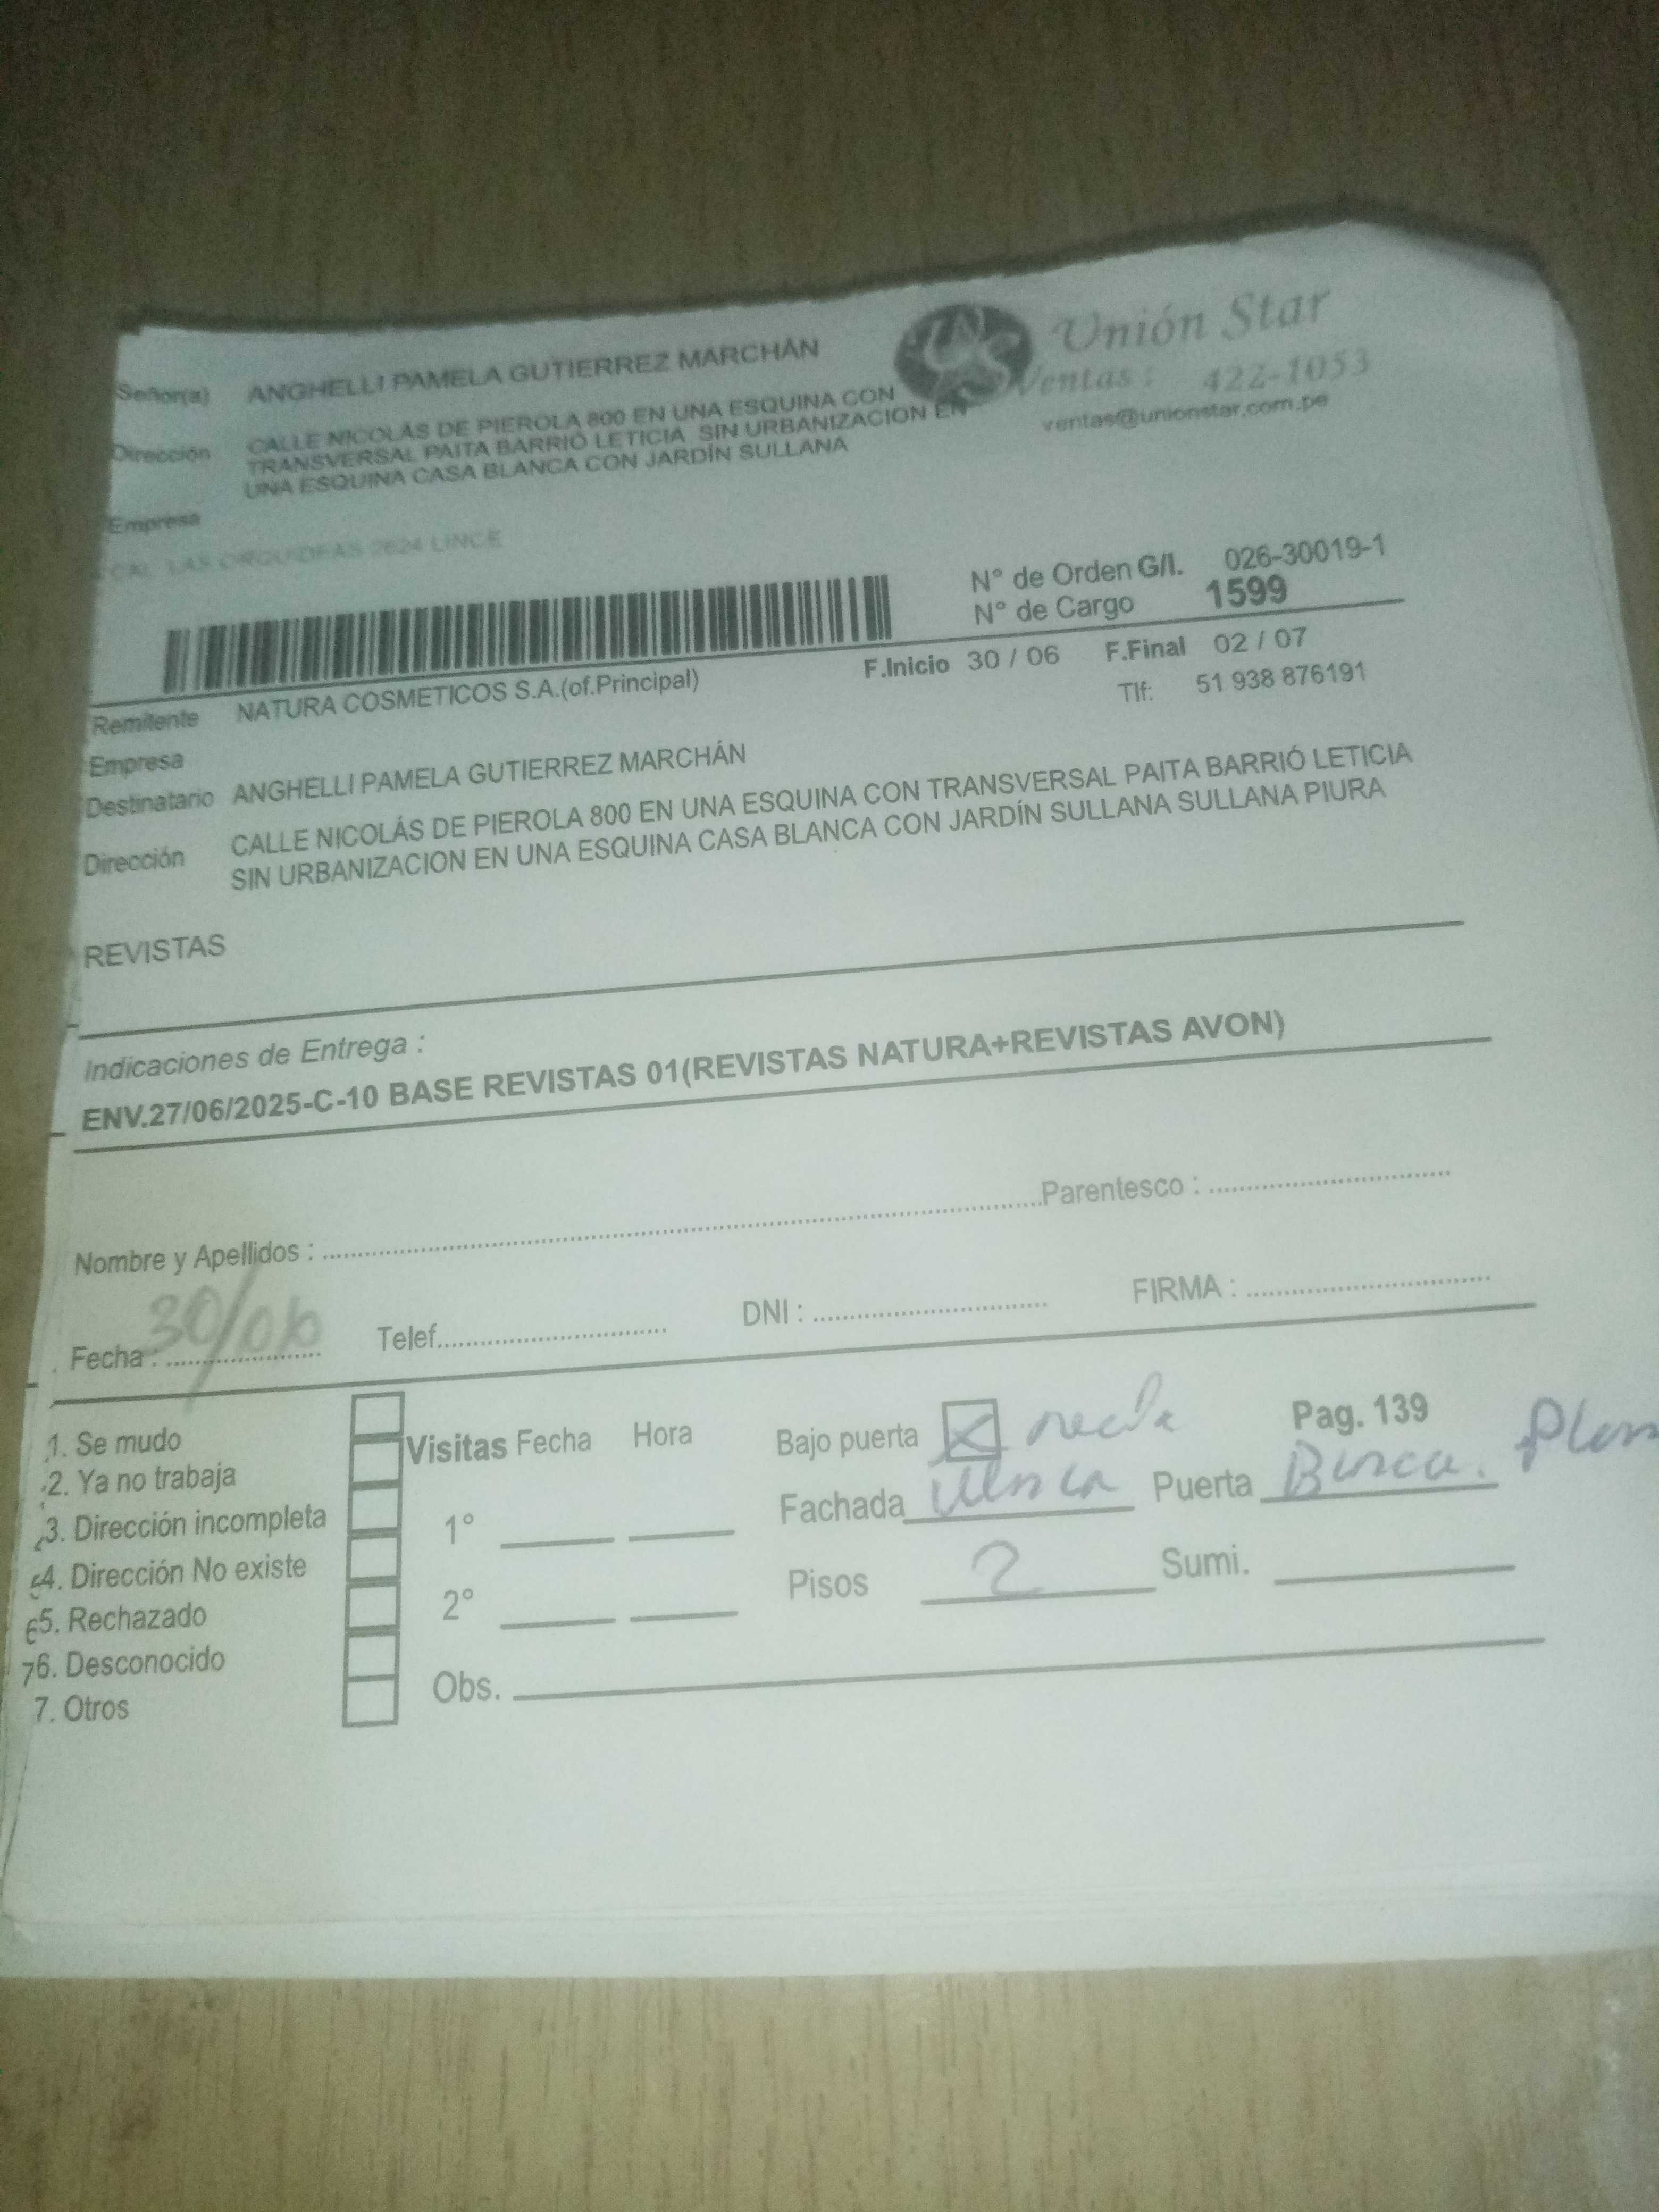 Unión Star
Ventas : 422-1053
ventas@unionstar.com.pe
Señor(a) ANGHELLI PAMELA GUTIERREZ MARCHÁN
Dirección CALLE NICOLÁS DE PIEROLA 800 EN UNA ESQUINA CON
TRANSVERSAL PAITA BARRIÓ LETICIA SIN URBANIZACION EN
UNA ESQUINA CASA BLANCA CON JARDÍN SULLANA
Empresa
CAL LAS ORQUIDEAS 2624 LINCE
N° de Orden G/I. 026-30019-1
N° de Cargo 1599
F.Inicio 30 / 06 F.Final 02 / 07
Remitente NATURA COSMETICOS S.A.(of.Principal) Tlf: 51 938 876191
Empresa
Destinatario ANGHELLI PAMELA GUTIERREZ MARCHÁN
Dirección CALLE NICOLÁS DE PIEROLA 800 EN UNA ESQUINA CON TRANSVERSAL PAITA BARRIÓ LETICIA
SIN URBANIZACION EN UNA ESQUINA CASA BLANCA CON JARDÍN SULLANA SULLANA PIURA
REVISTAS
Indicaciones de Entrega :
ENV.27/06/2025-C-10 BASE REVISTAS 01(REVISTAS NATURA+REVISTAS AVON)
Nombre y Apellidos : Parentesco :
Fecha : 30/06 Telef. DNI : FIRMA :
1. Se mudo
2. Ya no trabaja
3. Dirección incompleta
4. Dirección No existe
5. Rechazado
6. Desconocido
7. Otros
Visitas Fecha Hora
1°
2°
Obs.
Bajo puerta X Pag. 139
Fachada Puerta
Pisos 2 Sumi.